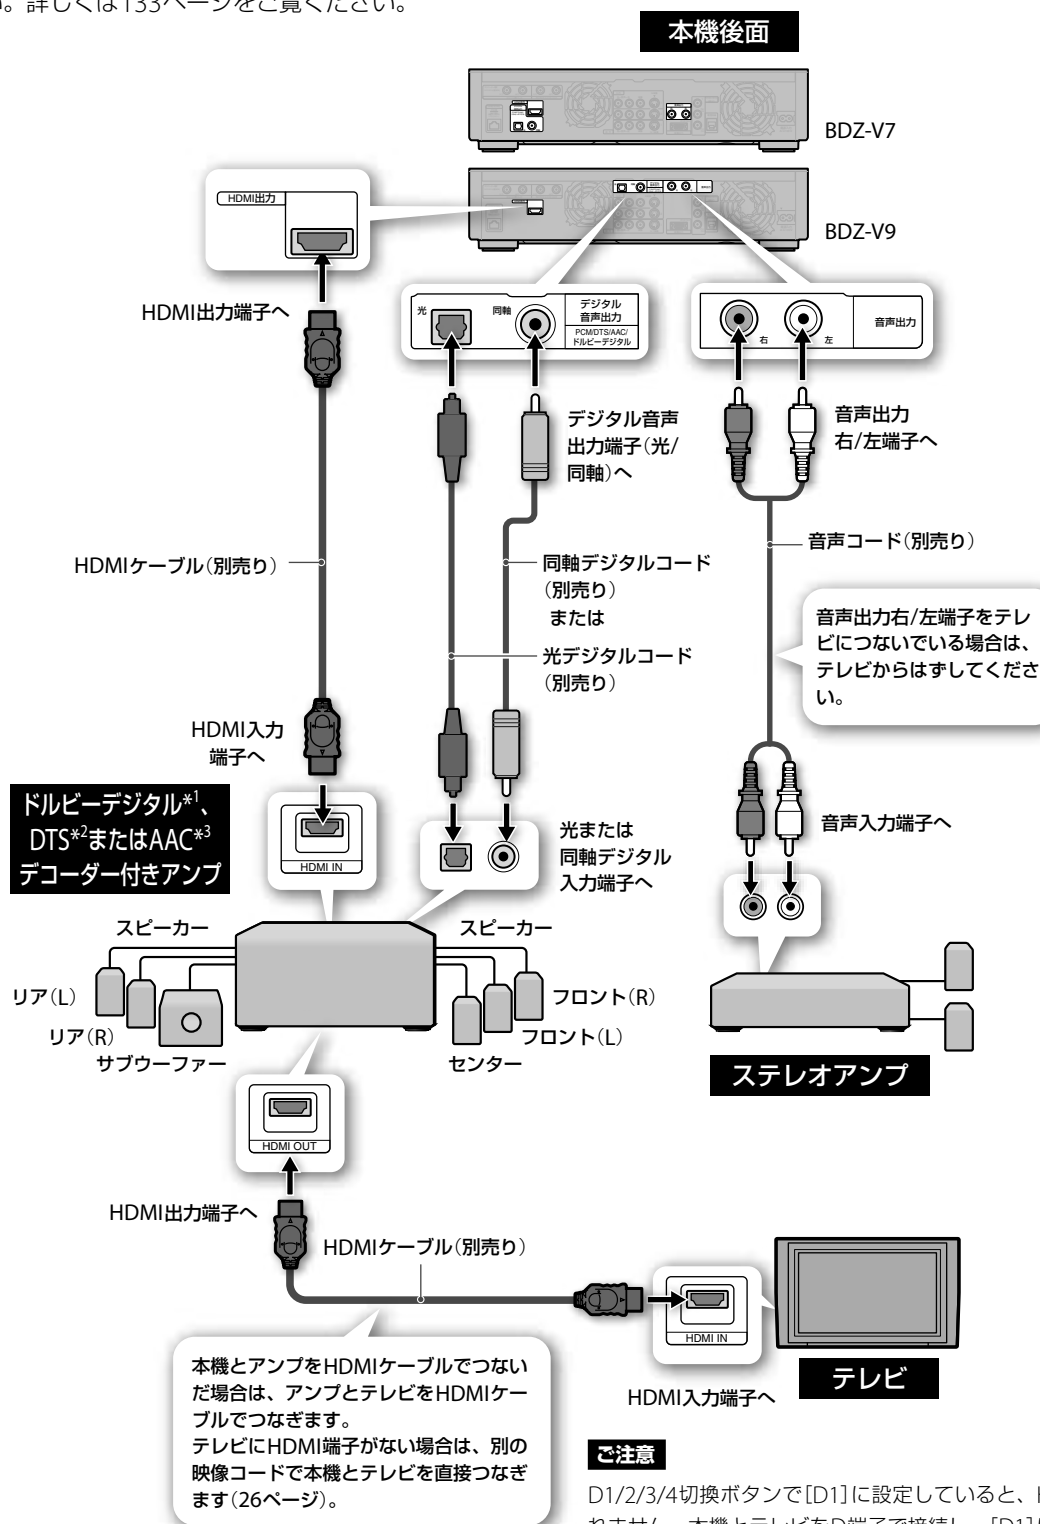 い。詳しくは133ページをご覧ください。
本機後面
BDZ-V7
BDZ-V9
HDMI出力
HDMI出力端子へ
光
同軸
デジタル
音声出力
PCM/DTS/AAC/
ドルビーデジタル
右
左
音声出力
デジタル音声
出力端子(光/
同軸)へ
音声出力
右/左端子へ
HDMIケーブル(別売り)
同軸デジタルコード
(別売り)
または
光デジタルコード
(別売り)
音声コード(別売り)
音声出力右/左端子をテレ
ビにつないでいる場合は、
テレビからはずしてくださ
い。
HDMI入力
端子へ
ドルビーデジタル*1、
DTS*2またはAAC*3
デコーダー付きアンプ
HDMI IN
光または
同軸デジタル
入力端子へ
音声入力端子へ
スピーカー
スピーカー
リア(L)
リア(R)
サブウーファー
フロント(R)
フロント(L)
センター
ステレオアンプ
HDMI OUT
HDMI出力端子へ
HDMIケーブル(別売り)
HDMI IN
HDMI入力端子へ
テレビ
本機とアンプをHDMIケーブルでつない
だ場合は、アンプとテレビをHDMIケー
ブルでつなぎます。
テレビにHDMI端子がない場合は、別の
映像コードで本機とテレビを直接つなぎ
ます(26ページ)。
ご注意
D1/2/3/4切換ボタンで[D1]に設定していると、
れません。本機とテレビをD端子で接続し、[D1]